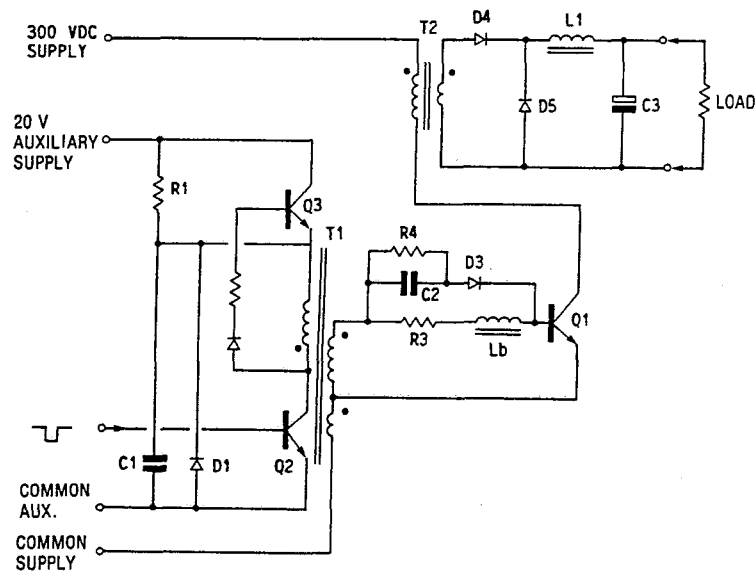 300 VDC
SUPPLY
T2
D4
L1
D5
C3
LOAD
20 V
AUXILIARY
SUPPLY
R1
Q3
T1
R4
D3
C2
Q1
R3
Lb
C1
D1
Q2
COMMON
AUX.
COMMON
SUPPLY